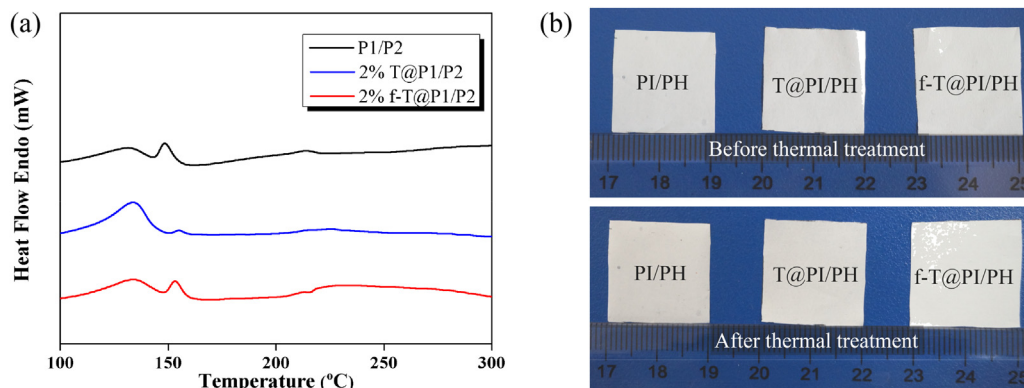 (a)
P1/P2
2% T@P1/P2
2% f-T@P1/P2
Heat Flow Endo (mW)
100 150 200 250 300
Temperature (ºC)
(b)
PI/PH T@PI/PH f-T@PI/PH
Before thermal treatment
17 18 19 20 21 22 23 24 25
PI/PH T@PI/PH f-T@PI/PH
After thermal treatment
17 18 19 20 21 22 23 24 25